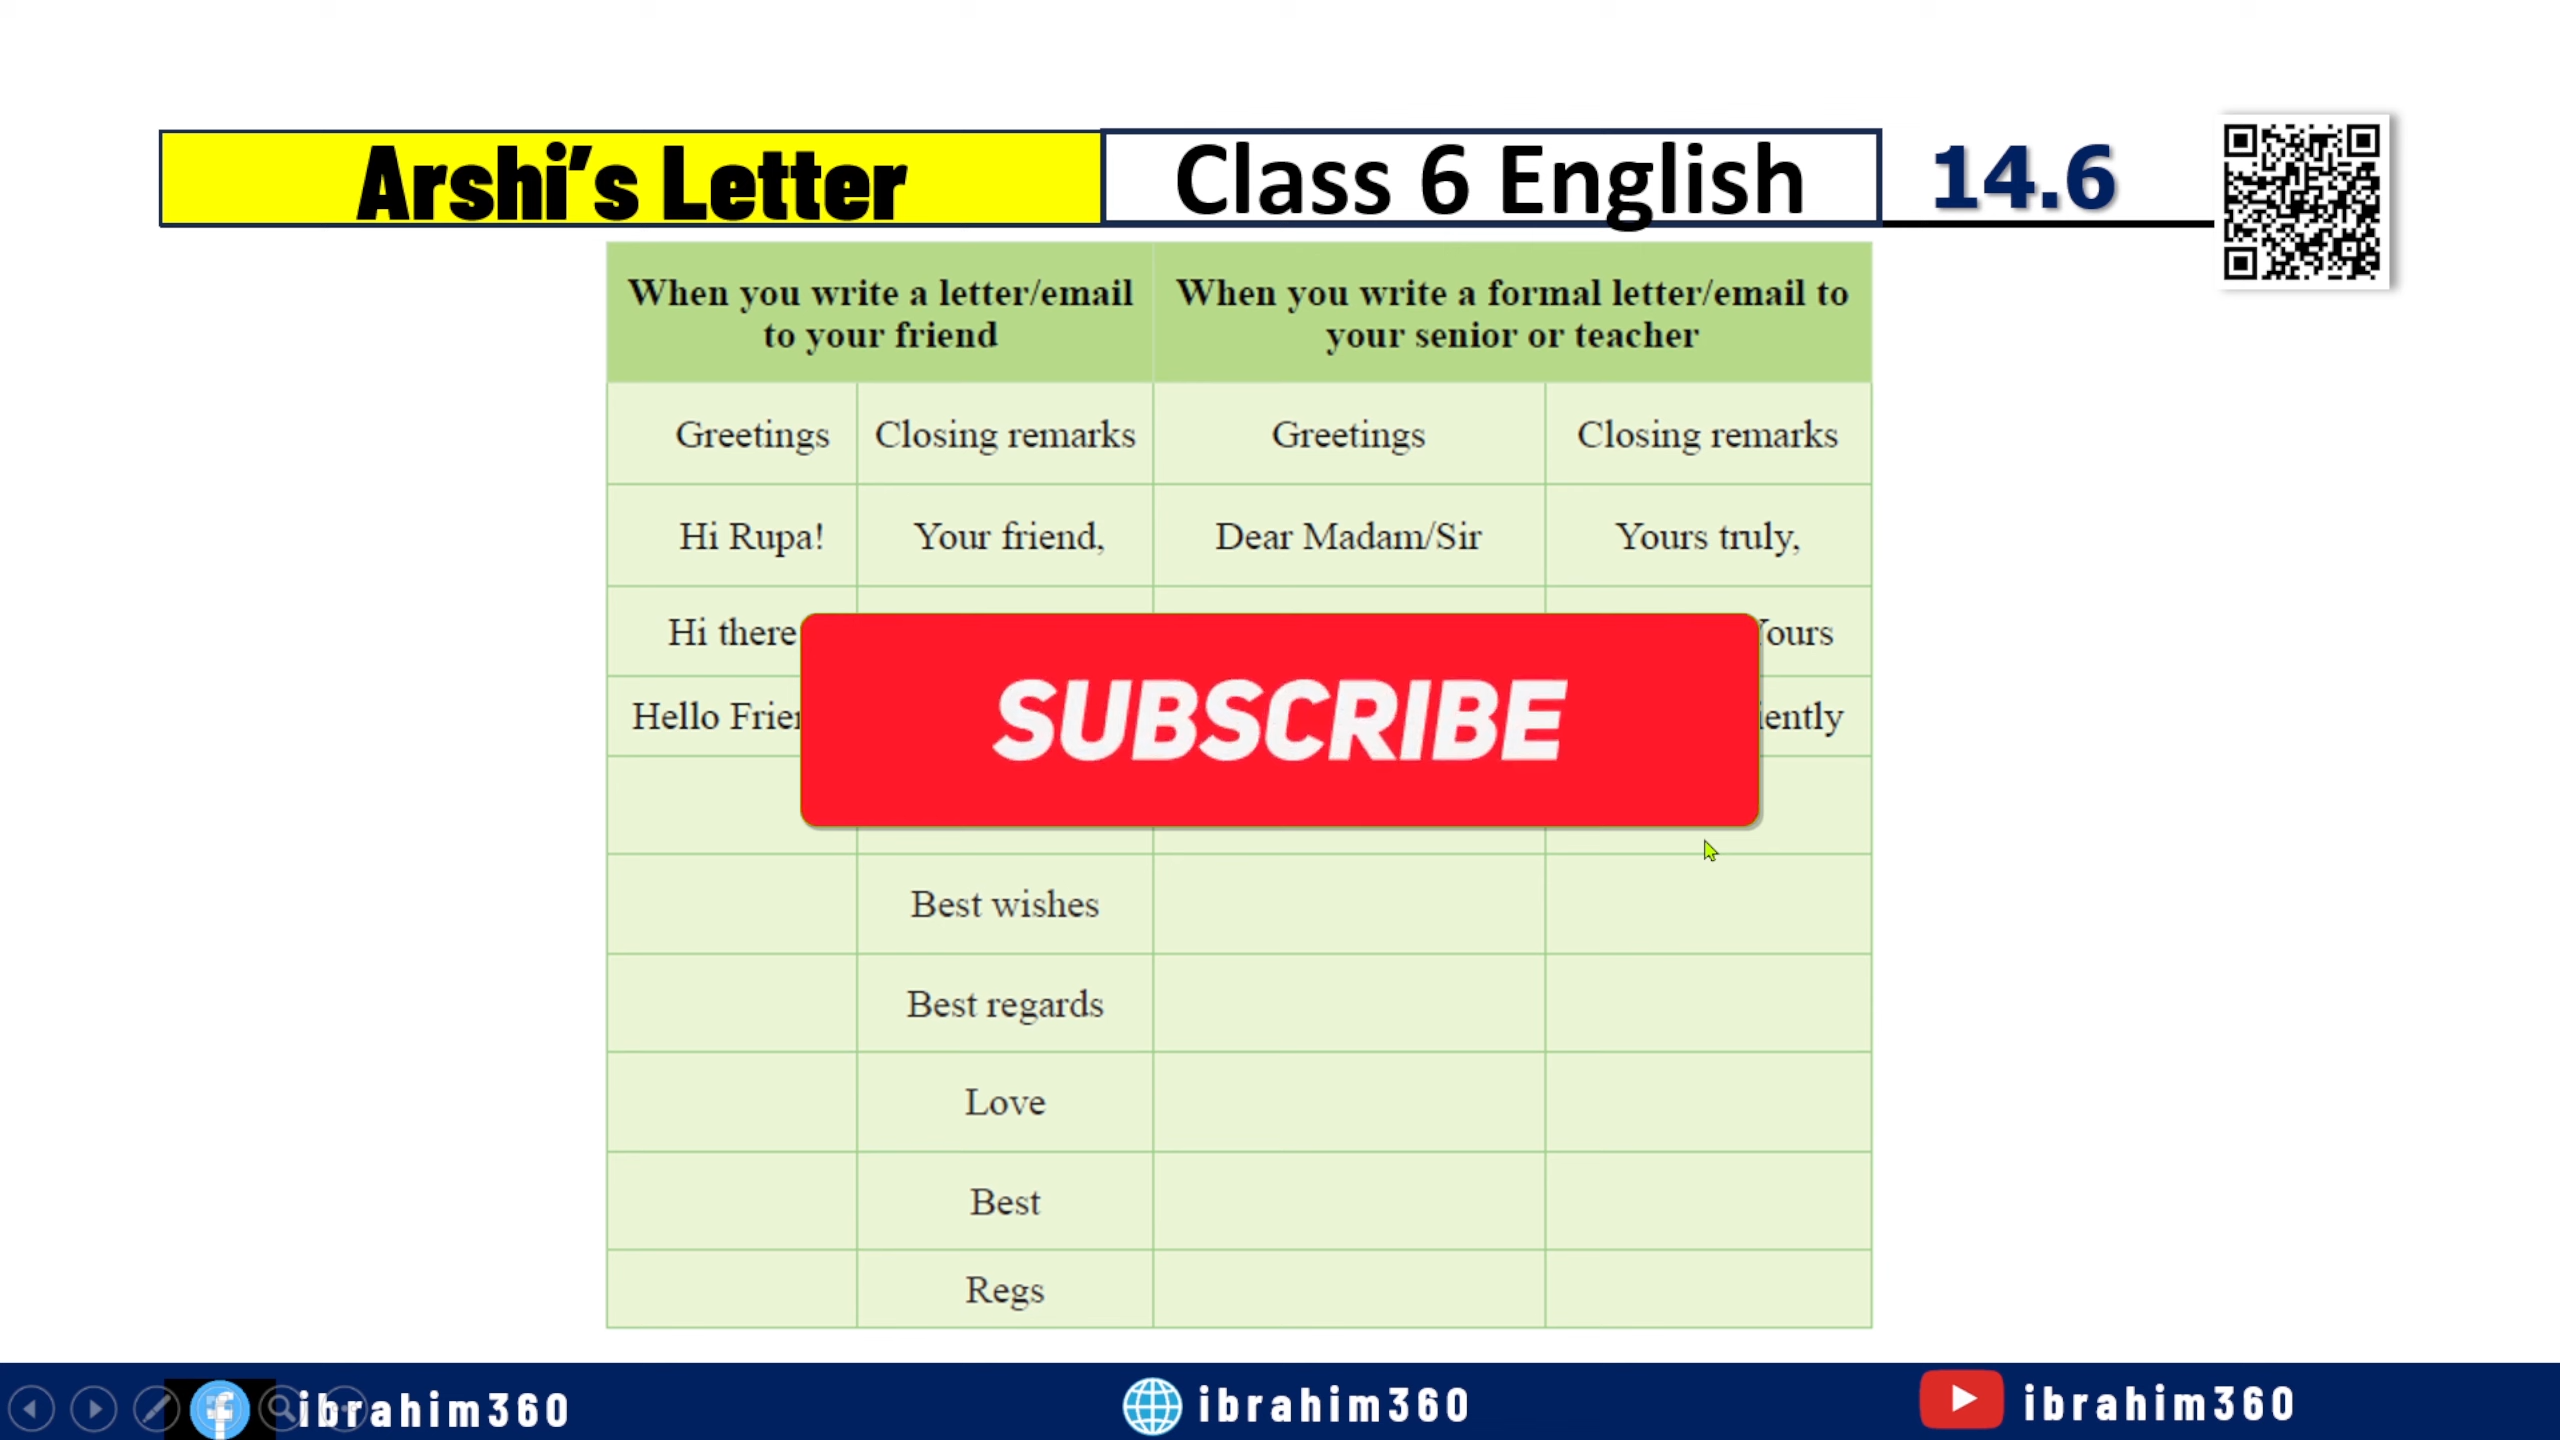 Arshi’s Letter
Class 6 English
14.6
When you write a letter/email
to your friend
When you write a formal letter/email to
your senior or teacher
Greetings
Closing remarks
Greetings
Closing remarks
Hi Rupa!
Your friend,
Dear Madam/Sir
Yours truly,
Hi there
Yours
Hello
SUBSCRIBE
Best wishes
Best regards
Love
Best
Regs
ibrahim360
ibrahim360
ibrahim360